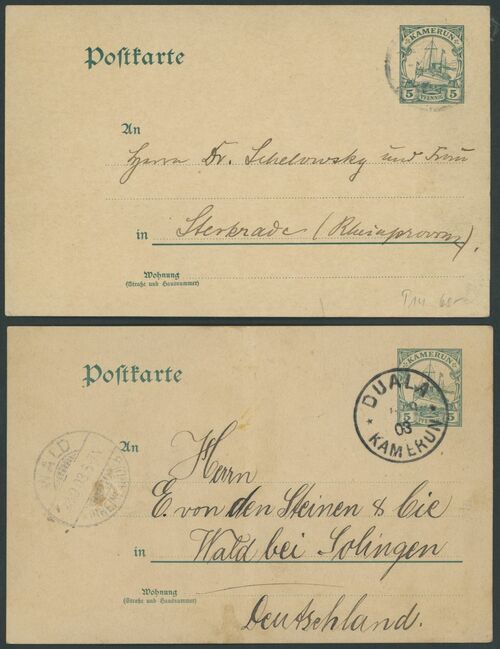 Postkarte
KAMERUN
5 PFENNIG 5
An
Herrn Dr. Schelowsky und Frau
in Sterkrade (Rheinprovinz).
Wohnung
(Straße und Hausnummer)
Postkarte
KAMERUN
5 5
DUALA
03
* KAMERUN *
WALD
An
Herrn
E. von den Steinen & Cie
in Wald bei Solingen
Wohnung
(Straße und Hausnummer)
Deutschland.